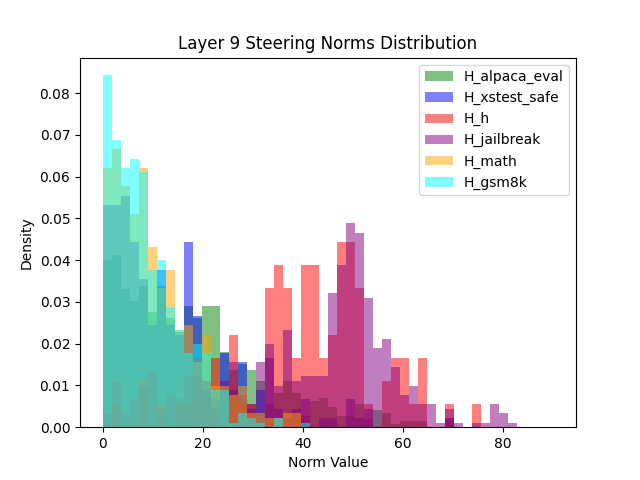 Layer 9 Steering Norms Distribution
H_alpaca_eval
H_xstest_safe
H_h
H_jailbreak
H_math
H_gsm8k
Density
0.08
0.07
0.06
0.05
0.04
0.03
0.02
0.01
0.00
0 20 40 60 80
Norm Value